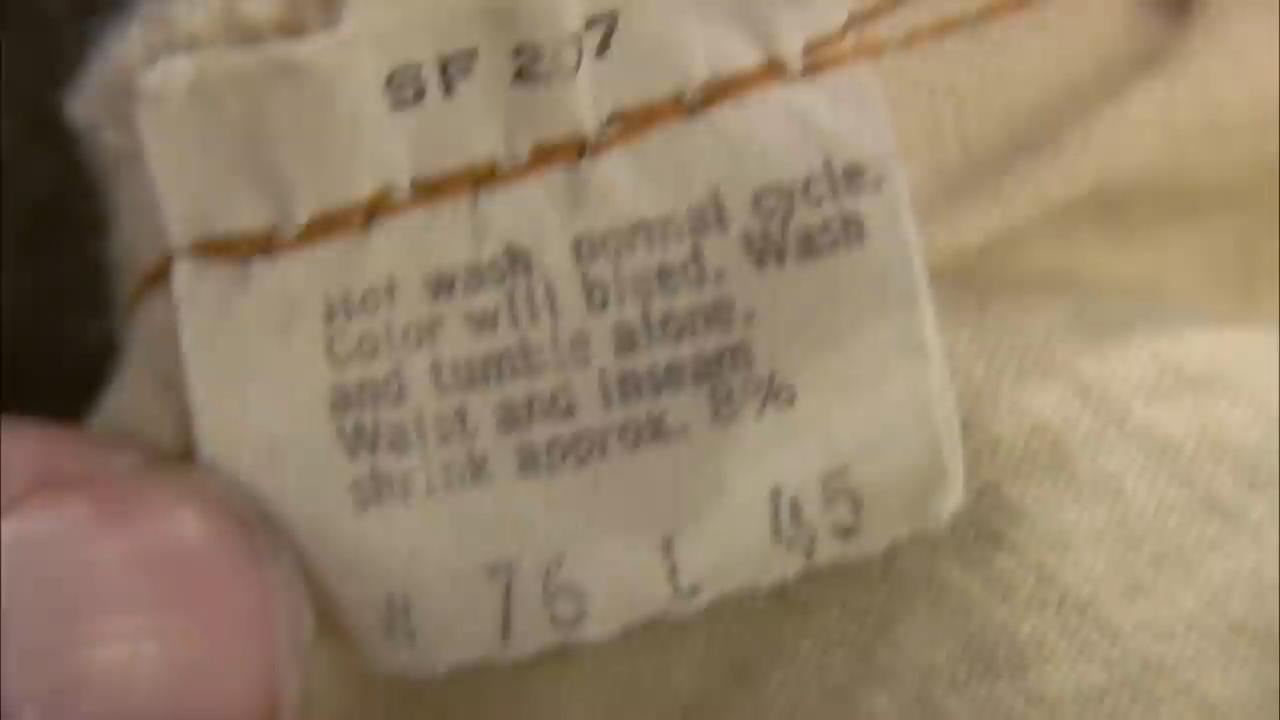 SF 207
Hot wash, normal cycle.
Color will bleed. Wash
and tumble alone.
Waist and inseam
shrink approx. 8%
76 L 45